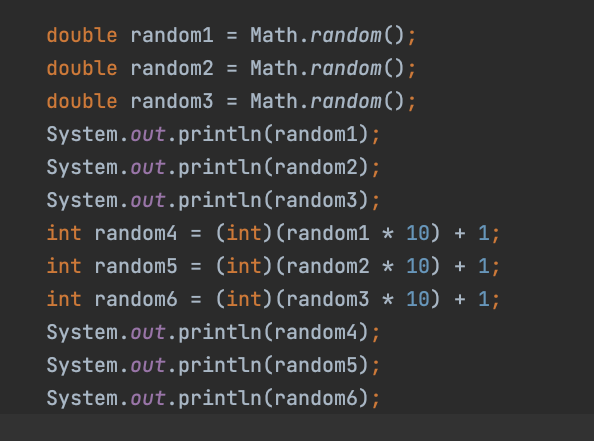 double random1 = Math.random();
double random2 = Math.random();
double random3 = Math.random();
System.out.println(random1);
System.out.println(random2);
System.out.println(random3);
int random4 = (int)(random1 * 10) + 1;
int random5 = (int)(random2 * 10) + 1;
int random6 = (int)(random3 * 10) + 1;
System.out.println(random4);
System.out.println(random5);
System.out.println(random6);